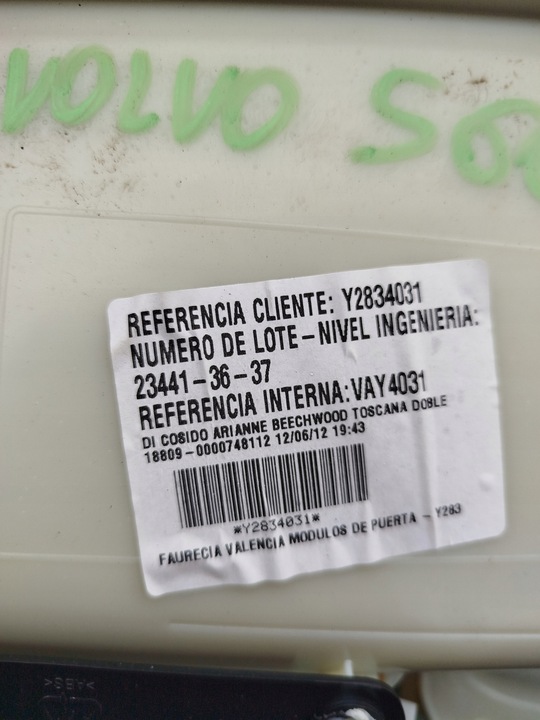 VOLVO S60
REFERENCIA CLIENTE: Y2834031
NUMERO DE LOTE-NIVEL INGENIERIA:
23441-36-37
REFERENCIA INTERNA:VAY4031
DI COSIDO ARIANNE BEECHWOOD TOSCANA DOBLE
18809-0000748112 12/06/12 19:43
*Y2834031*
FAURECIA VALENCIA MODULOS DE PUERTA - Y283
>ABS<